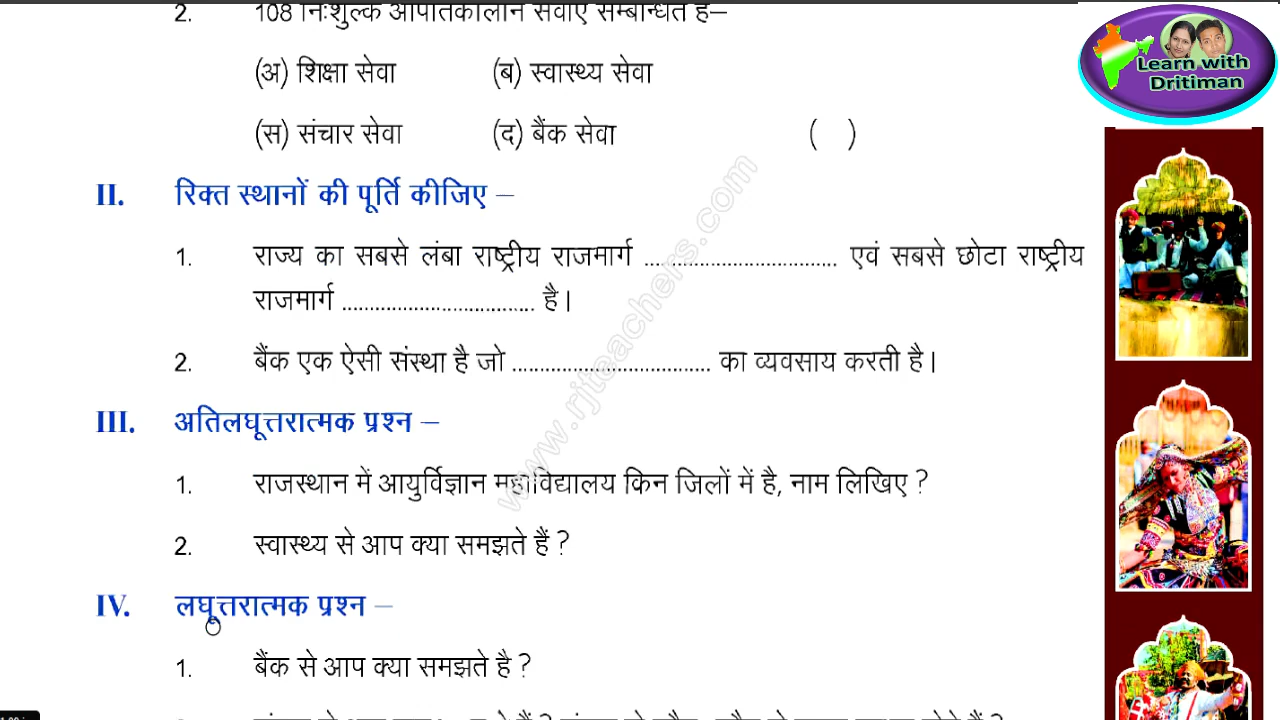 2. 108 निःशुल्क आपातकालीन सेवाएँ सम्बन्धित है–
(अ) शिक्षा सेवा (ब) स्वास्थ्य सेवा
(स) संचार सेवा (द) बैंक सेवा ( )
II. रिक्त स्थानों की पूर्ति कीजिए –
1. राज्य का सबसे लंबा राष्ट्रीय राजमार्ग ................................... एवं सबसे छोटा राष्ट्रीय
राजमार्ग ................................... है।
2. बैंक एक ऐसी संस्था है जो .................................... का व्यवसाय करती है।
III. अतिलघूत्तरात्मक प्रश्न –
1. राजस्थान में आयुर्विज्ञान महाविद्यालय किन जिलों में है, नाम लिखिए ?
2. स्वास्थ्य से आप क्या समझते हैं ?
IV. लघूत्तरात्मक प्रश्न –
1. बैंक से आप क्या समझते है ?
Learn with
Dritiman
www.rjteachers.com